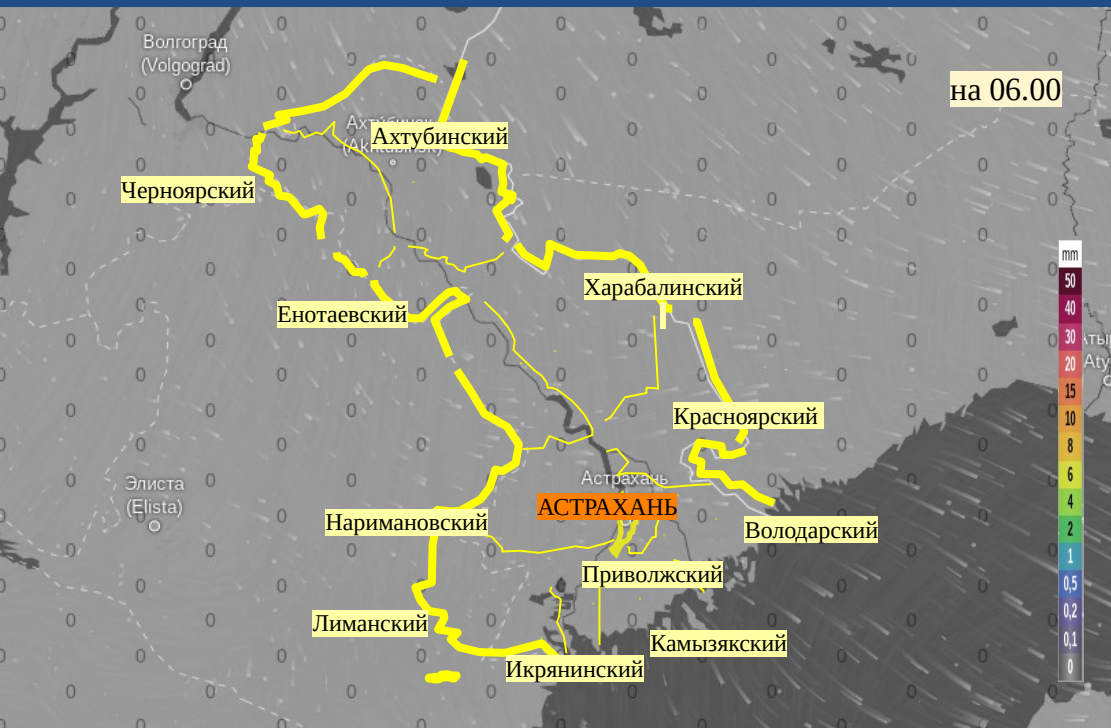 Волгоград
(Volgograd)
на 06.00
Ахтубинский
Черноярский
mm
50
Харабалинский
40
Енотаевский
30
20
15
Красноярский
10
8
Астрахань
6
Элиста
(Elista)
АСТРАХАНЬ
4
Наримановский
2
Володарский
1
Приволжский
0,5
0,2
Лиманский
0,1
Камызякский
0
Икрянинский